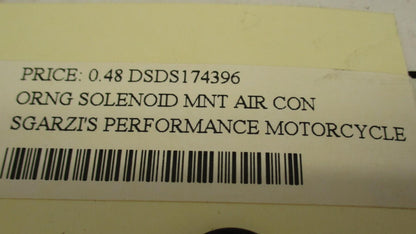 PRICE: 0.48 DSDS174396
ORNG SOLENOID MNT AIR CON
SGARZI'S PERFORMANCE MOTORCYCLE